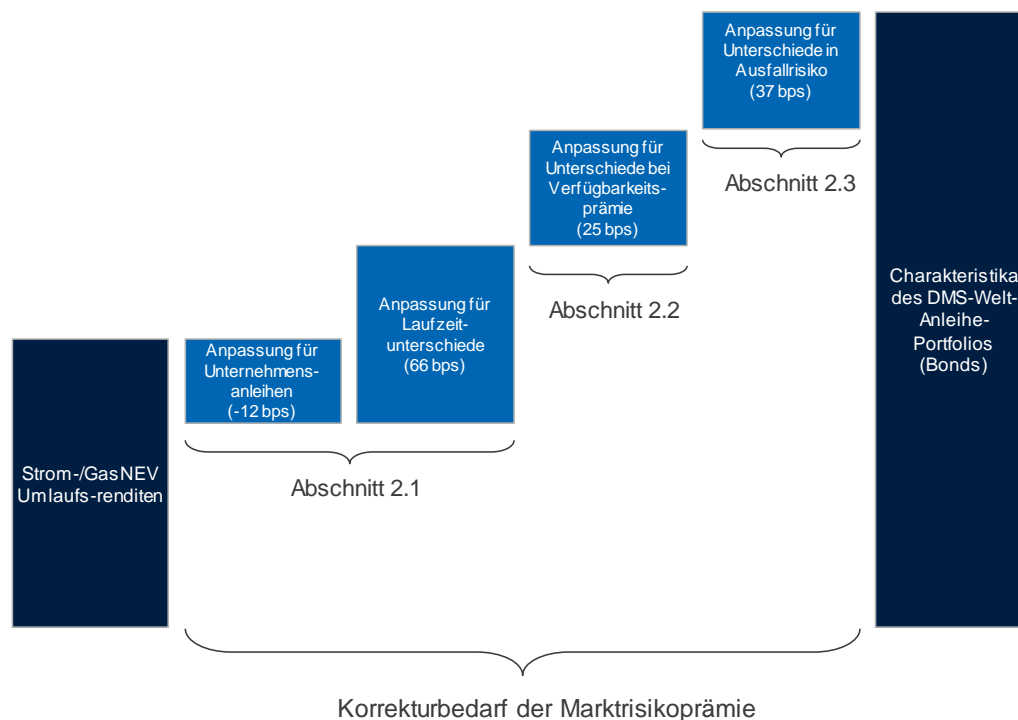 Anpassung für
Unterschiede in
Ausfallrisiko
(37 bps)
Abschnitt 2.3
Anpassung für
Unterschiede bei
Verfügbarkeits-
prämie
(25 bps)
Abschnitt 2.2
Anpassung für
Laufzeit-
unterschiede
(66 bps)
Anpassung für
Unternehmens-
anleihen
(-12 bps)
Abschnitt 2.1
Strom-/GasNEV
Umlaufs-renditen
Charakteristika
des DMS-Welt-
Anleihe-
Portfolios
(Bonds)
Korrekturbedarf der Marktrisikoprämie